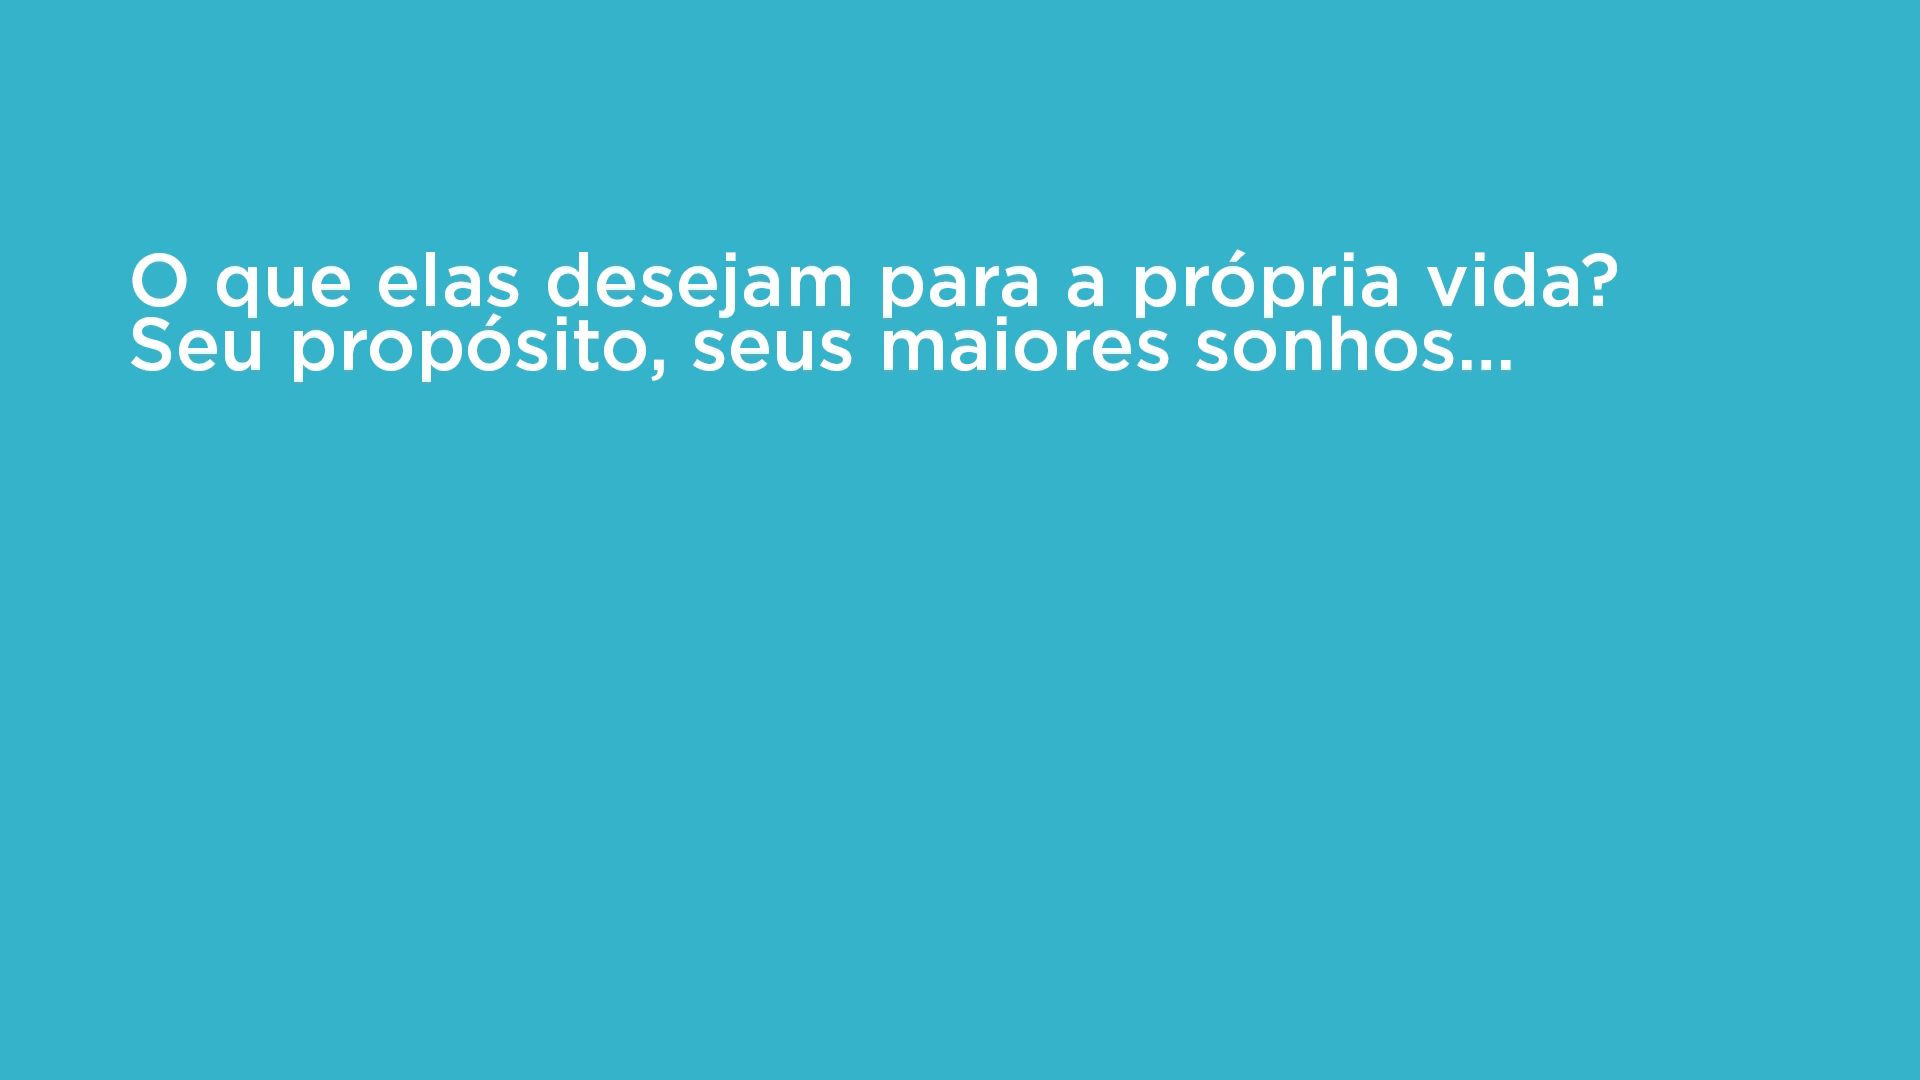 O que elas desejam para a própria vida?
Seu propósito, seus maiores sonhos...